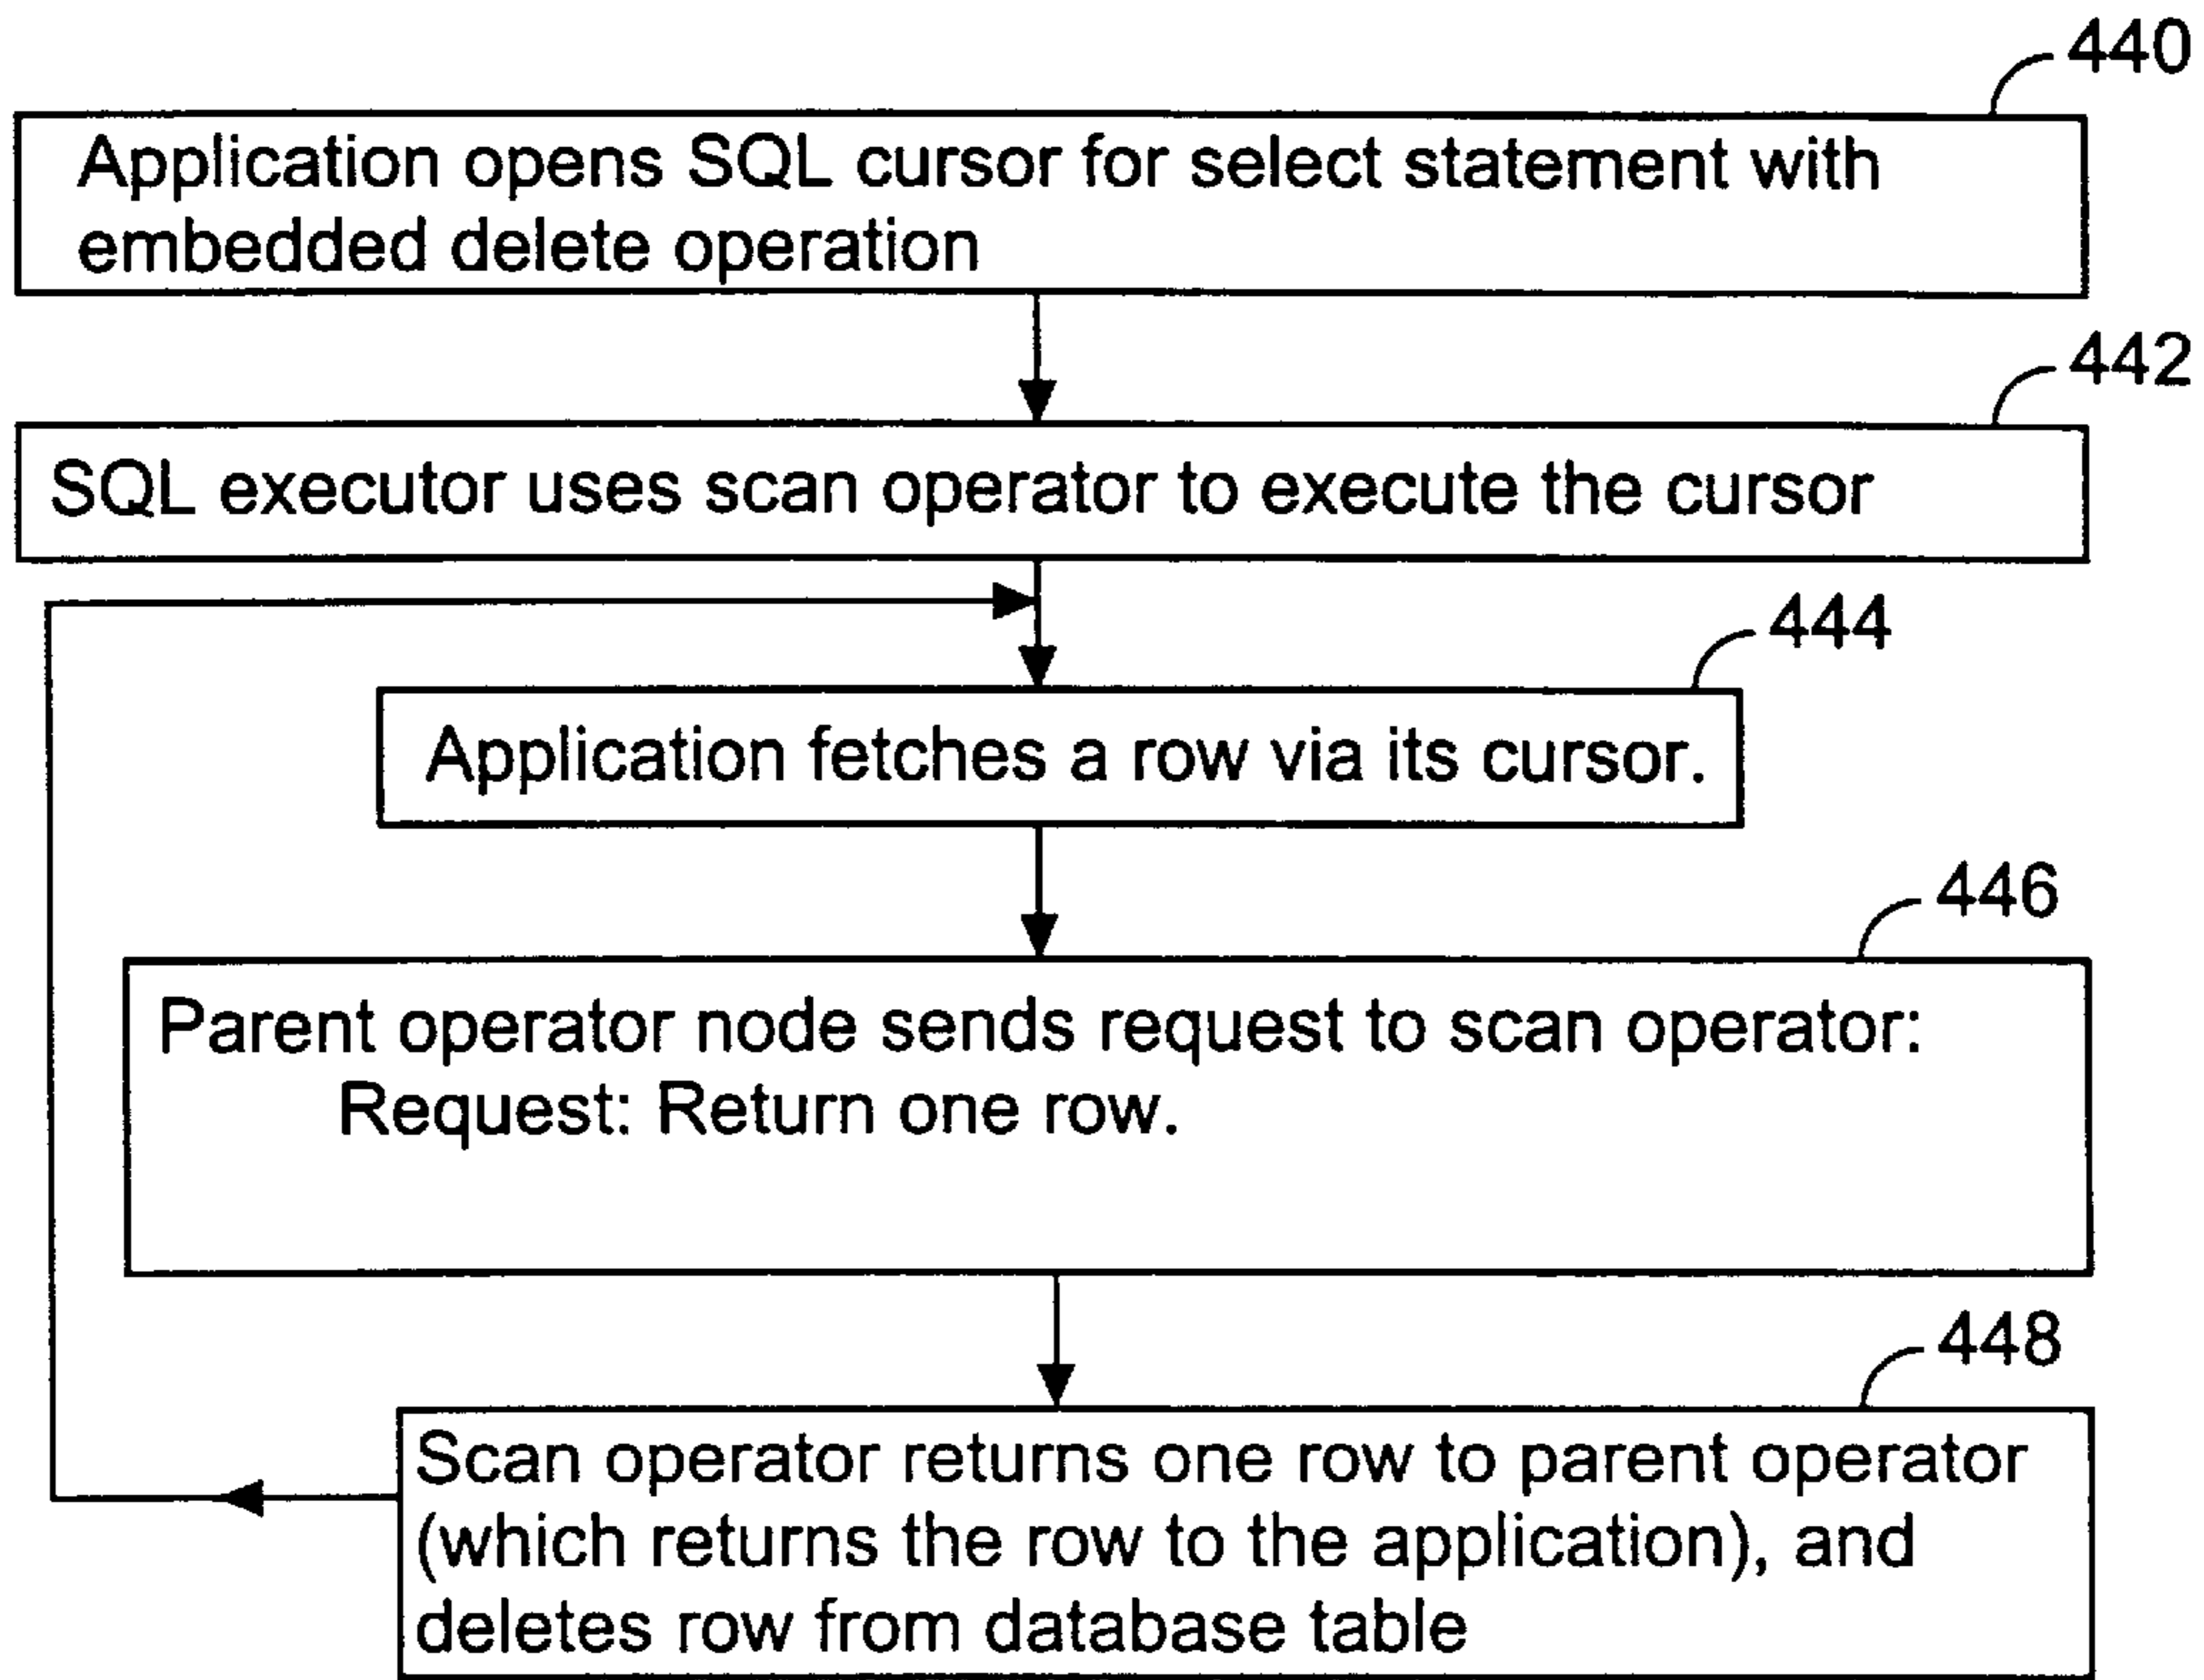 440
Application opens SQL cursor for select statement with
embedded delete operation
442
SQL executor uses scan operator to execute the cursor
444
Application fetches a row via its cursor.
446
Parent operator node sends request to scan operator:
Request: Return one row.
448
Scan operator returns one row to parent operator
(which returns the row to the application), and
deletes row from database table